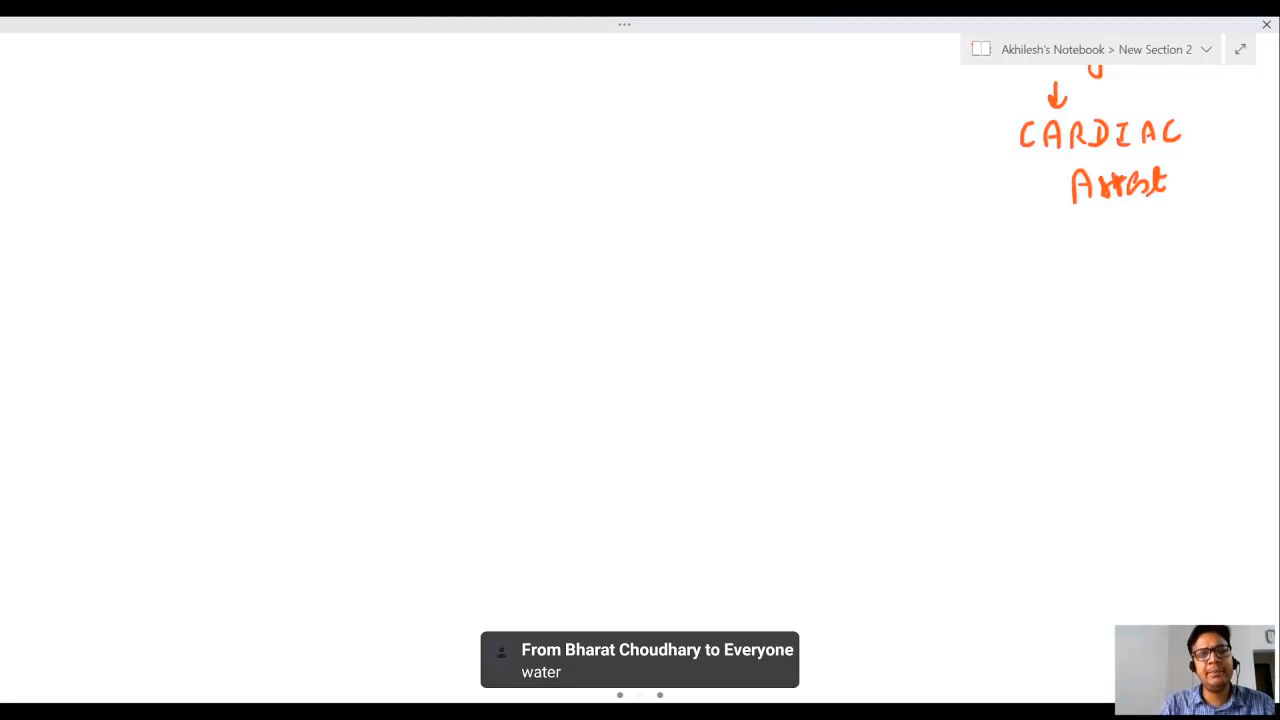 Akhilesh's Notebook > New Section 2
↓
CARDIAC
Arrest
From Bharat Choudhary to Everyone
water